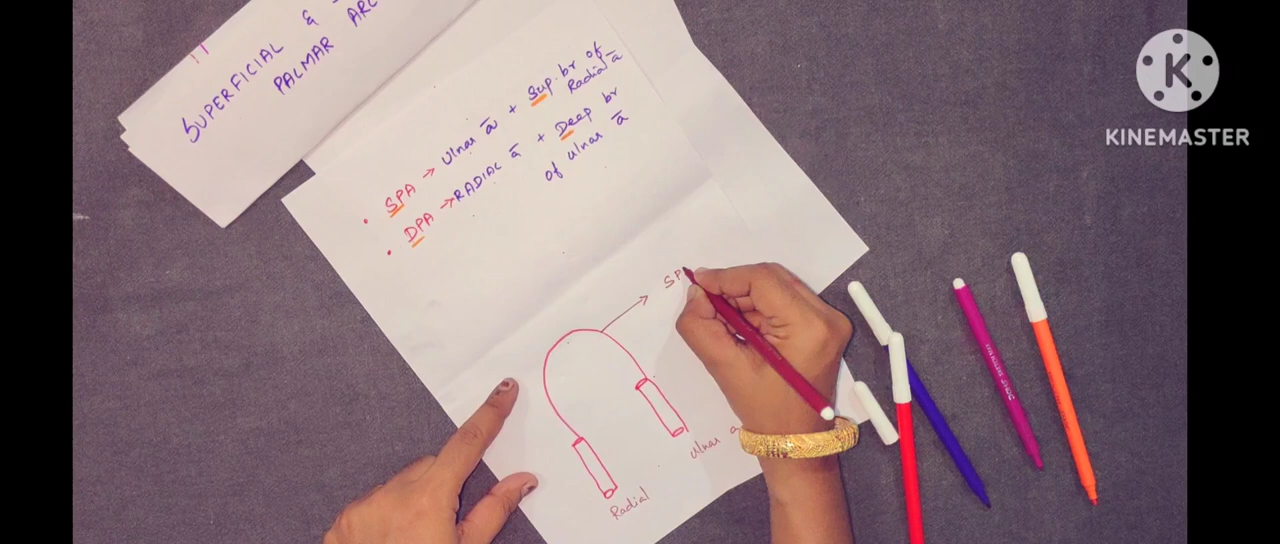 SUPERFICIAL &
PALMAR ARC
• SPA → Ulnar a̅ + Sup. br of
Radial a̅
• DPA → RADIAL a̅ + Deep br
of ulnar a̅
SP
Ulnar a
Radial
KINEMASTER